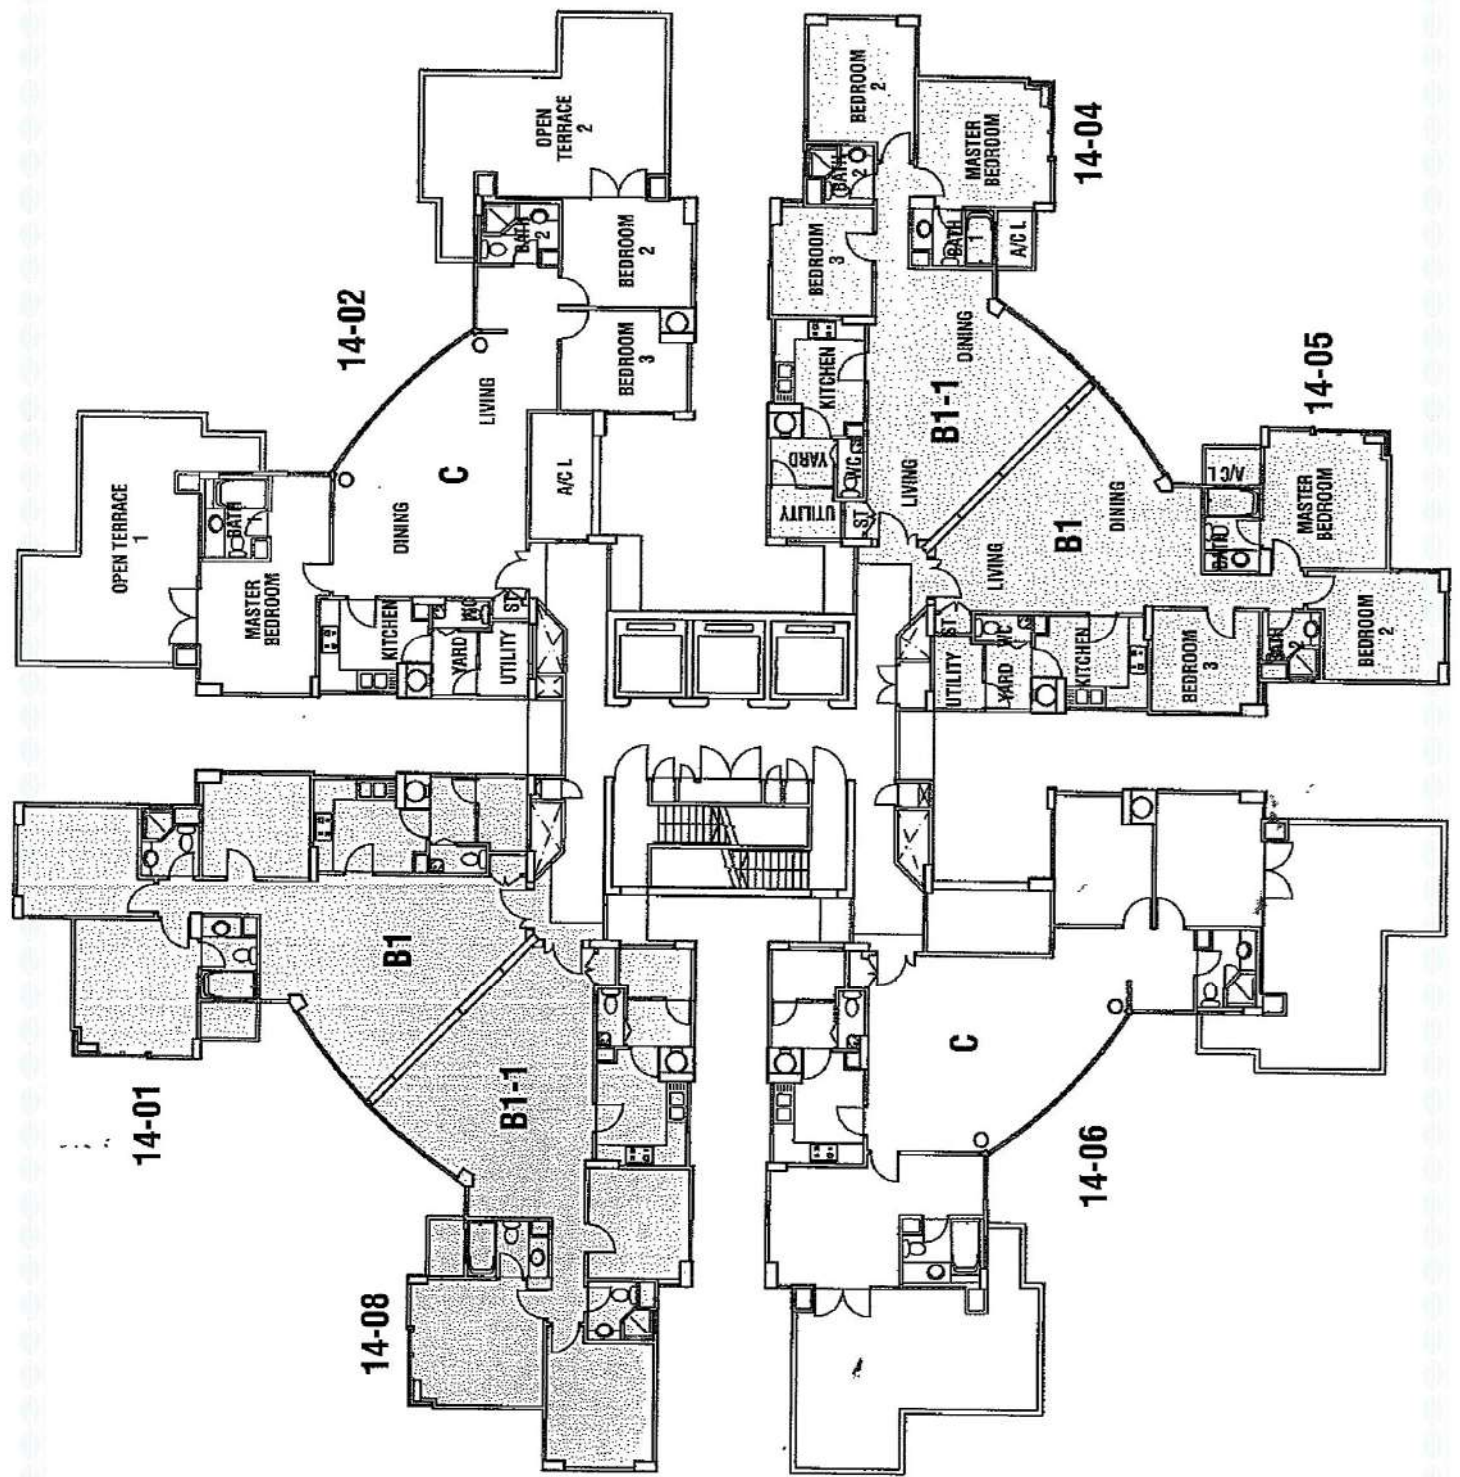 14-02
OPEN TERRACE
1
BATH
1
MASTER
BEDROOM
KITCHEN
WC
ST
YARD
UTILITY
DINING
C
LIVING
A/C L
OPEN
TERRACE
2
BATH
2
BEDROOM
2
BEDROOM
3
14-04
BEDROOM
2
MASTER
BEDROOM
BATH
2
BATH
1
A/C L
BEDROOM
3
KITCHEN
DINING
B1-1
LIVING
YARD
WC
UTILITY
ST
14-05
A/C L
MASTER
BEDROOM
BATH
BEDROOM
2
BATH
2
BEDROOM
3
DINING
B1
LIVING
KITCHEN
WC
ST
YARD
UTILITY
14-01
B1
14-08
B1-1
14-06
C